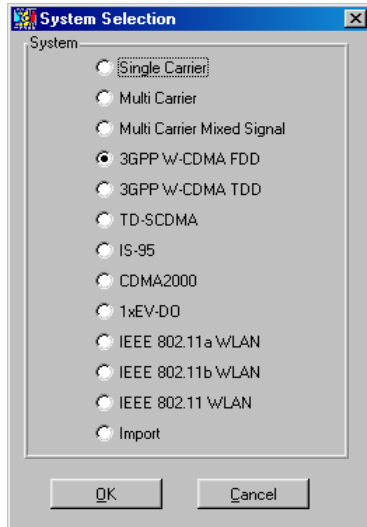 System Selection
System
Single Carrier
Multi Carrier
Multi Carrier Mixed Signal
3GPP W-CDMA FDD
3GPP W-CDMA TDD
TD-SCDMA
IS-95
CDMA2000
1xEV-DO
IEEE 802.11a WLAN
IEEE 802.11b WLAN
IEEE 802.11 WLAN
Import
OK Cancel